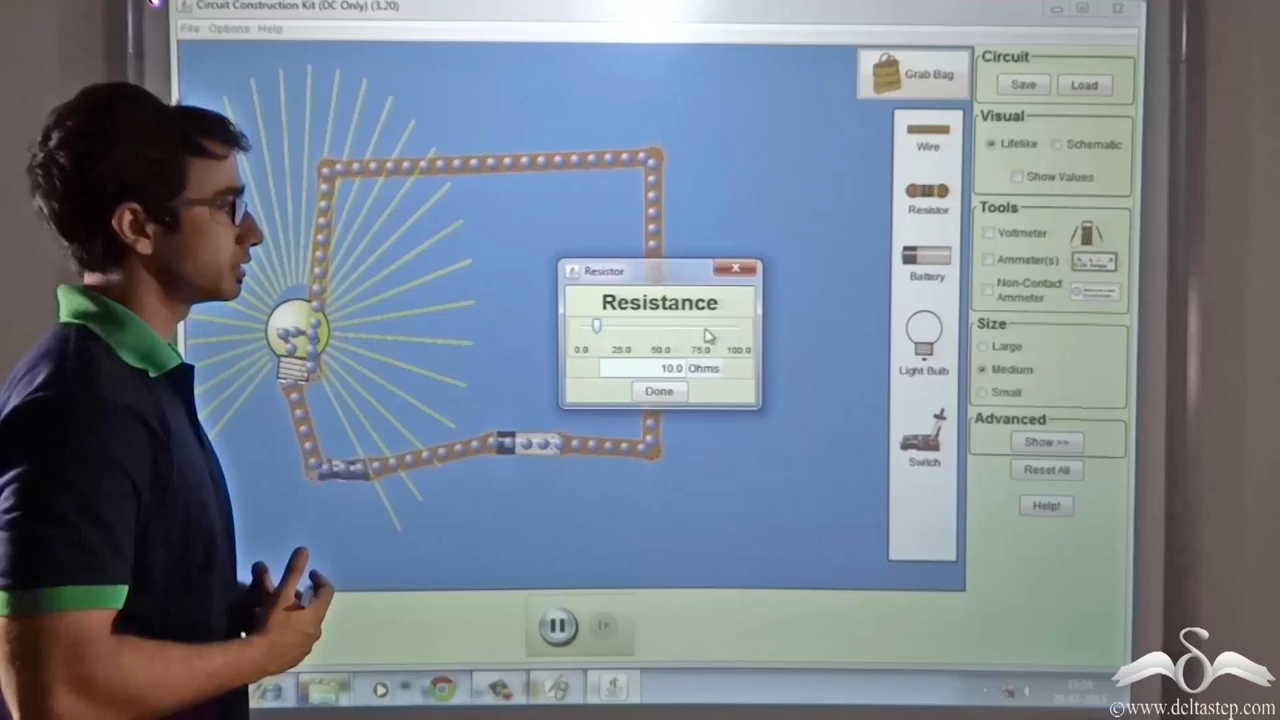 Circuit Construction Kit (DC Only) (3.20)
File Options Help
Grab Bag
Wire
Resistor
Battery
Light Bulb
Switch
Circuit
Save Load
Visual
Lifelike Schematic
Show Values
Tools
Voltmeter
Ammeter(s)
Non-Contact
Ammeter
Size
Large
Medium
Small
Advanced
Show >>
Reset All
Help!
Resistor
Resistance
0.0 25.0 50.0 75.0 100.0
10.0 Ohms
Done
©www.deltastep.com